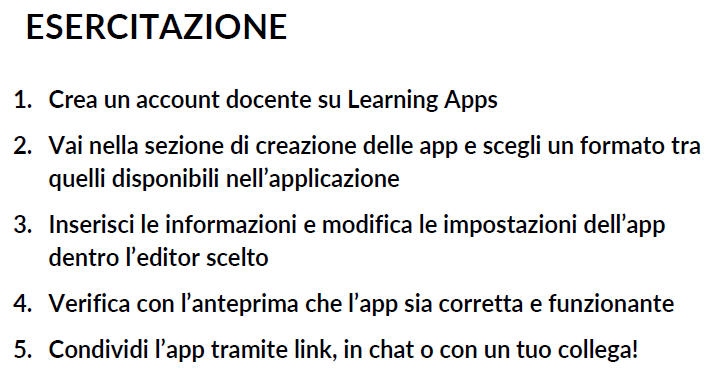 ESERCITAZIONE
1. Crea un account docente su Learning Apps
2. Vai nella sezione di creazione delle app e scegli un formato tra
quelli disponibili nell’applicazione
3. Inserisci le informazioni e modifica le impostazioni dell’app
dentro l’editor scelto
4. Verifica con l’anteprima che l’app sia corretta e funzionante
5. Condividi l’app tramite link, in chat o con un tuo collega!